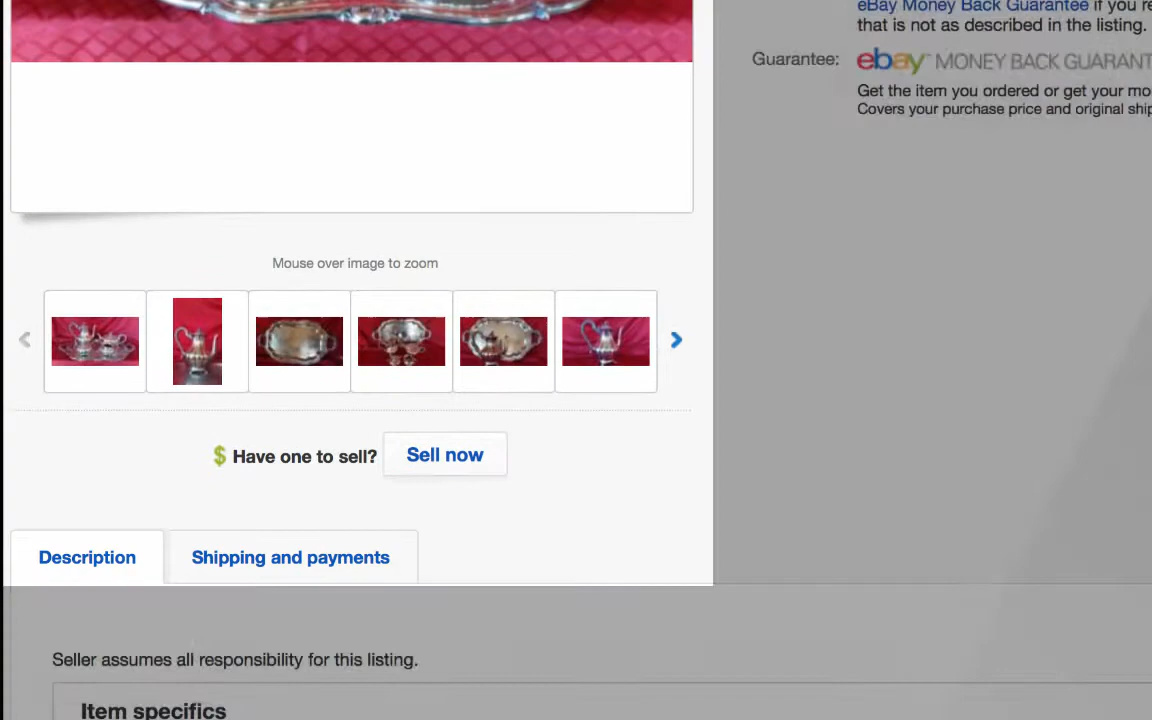 eBay Money Back Guarantee if you re
that is not as described in the listing.
Guarantee: ebay MONEY BACK GUARANT
Get the item you ordered or get your mo
Covers your purchase price and original ship
Mouse over image to zoom
$ Have one to sell? Sell now
Description Shipping and payments
Seller assumes all responsibility for this listing.
Item specifics